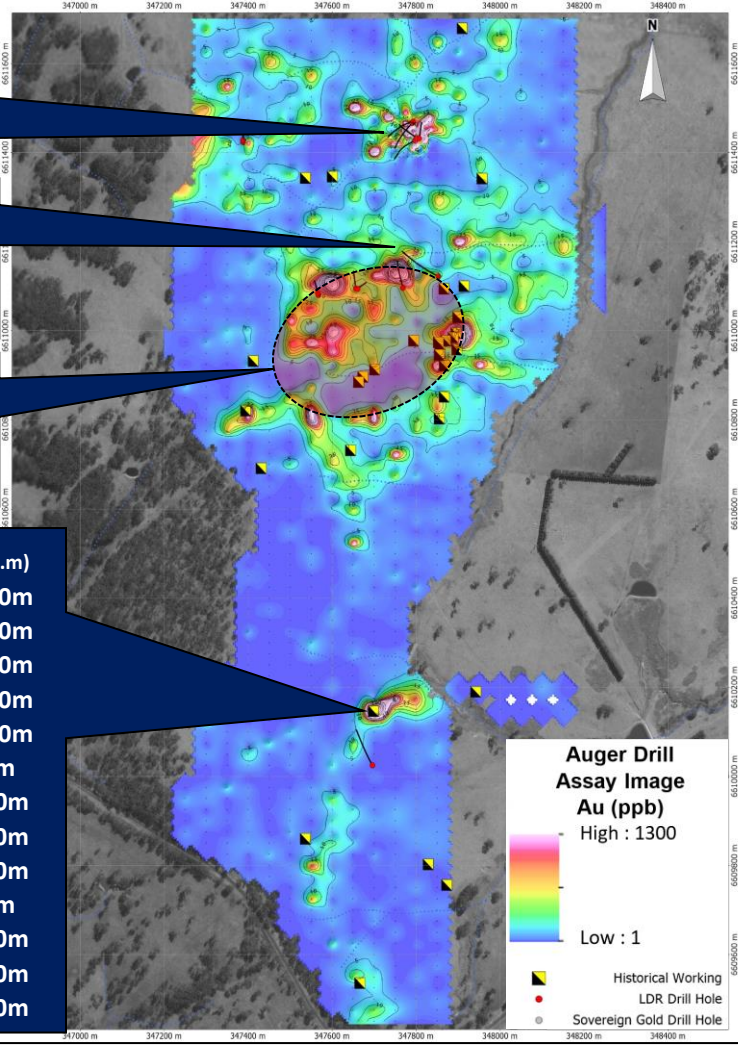 347000 m
347200 m
347400 m
347600 m
347800 m
348000 m
348200 m
348400 m
6611600 m
6611400 m
6611200 m
6611000 m
6610800 m
6610600 m
6610400 m
6610200 m
6610000 m
6609800 m
6609600 m
N
.m)
0m
0m
0m
0m
0m
m
0m
0m
0m
m
0m
0m
0m
Auger Drill
Assay Image
Au (ppb)
High : 1300
Low : 1
Historical Working
LDR Drill Hole
Sovereign Gold Drill Hole
347000 m
347200 m
347400 m
347600 m
347800 m
348000 m
348200 m
348400 m